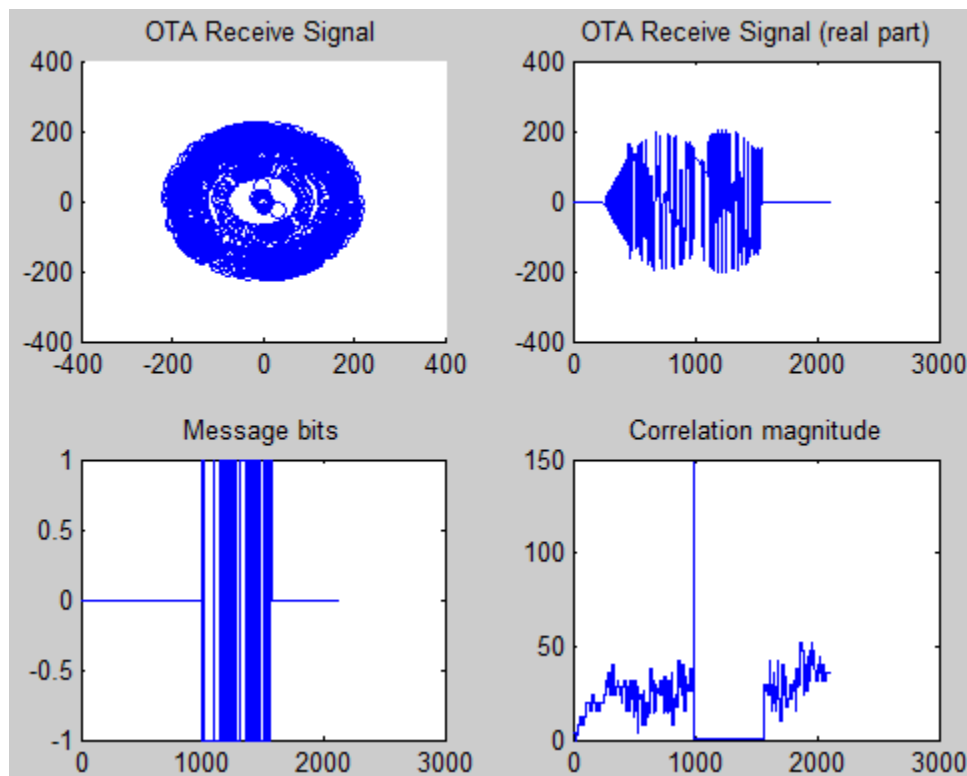 OTA Receive Signal
400
200
0
-200
-400
-400 -200 0 200 400
OTA Receive Signal (real part)
400
200
0
-200
-400
0 1000 2000 3000
Message bits
1
0.5
0
-0.5
-1
0 1000 2000 3000
Correlation magnitude
150
100
50
0
0 1000 2000 3000